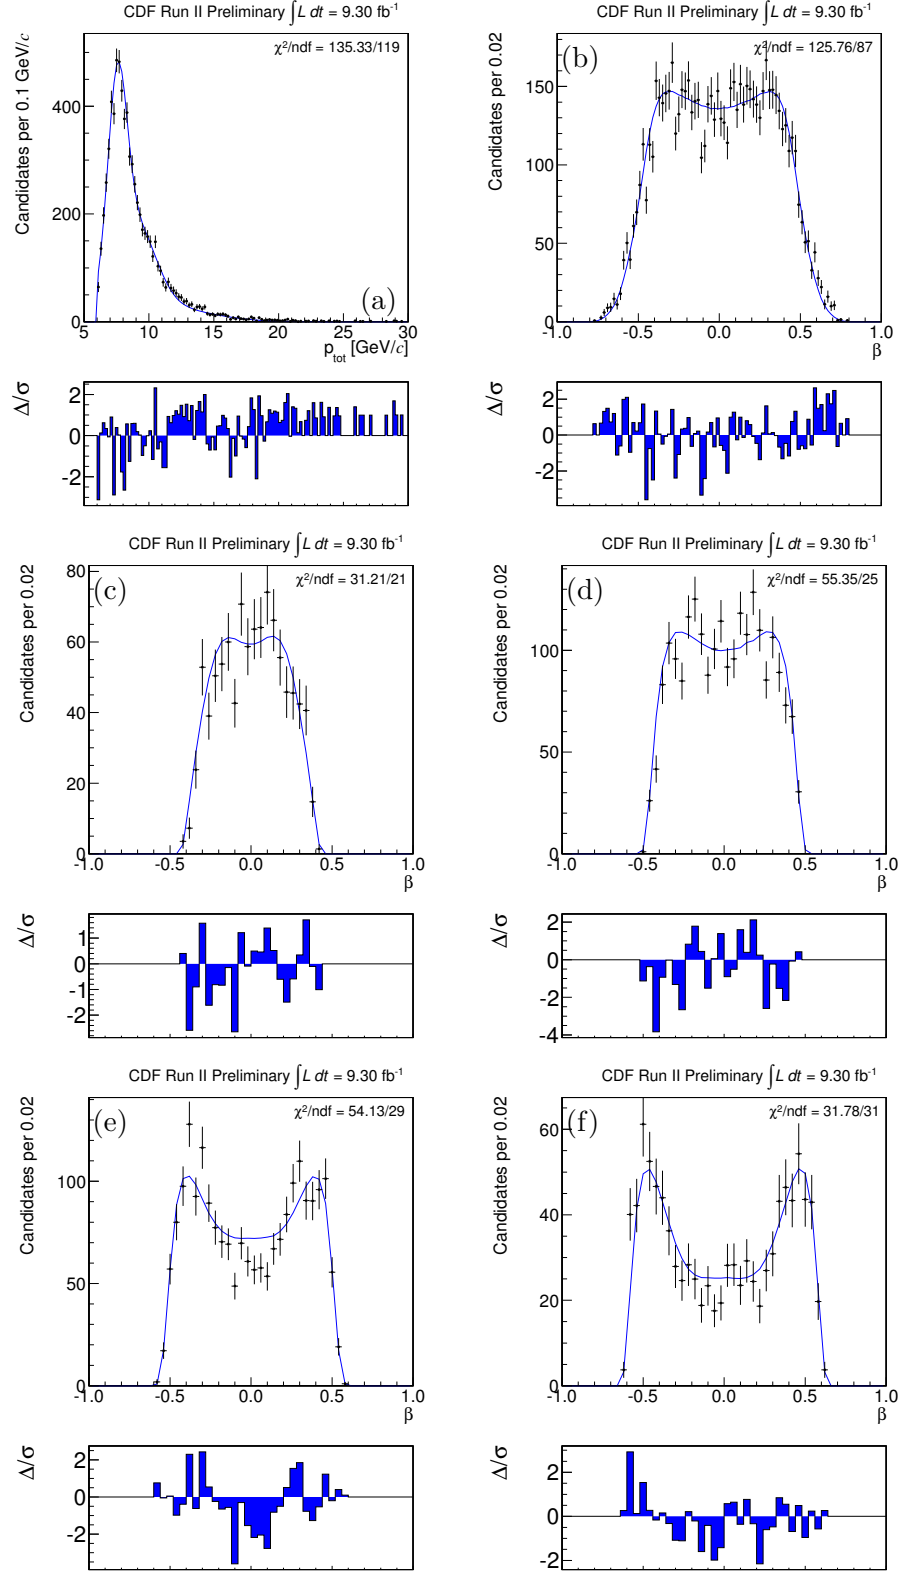 CDF Run II Preliminary ∫L dt = 9.30 fb⁻¹
χ²/ndf = 135.33/119
Candidates per 0.1 GeV/c
400
200
0
(a)
5 10 15 20 25 30
p_tot [GeV/c]
Δ/σ
2
0
-2
CDF Run II Preliminary ∫L dt = 9.30 fb⁻¹
(b)
χ²/ndf = 125.76/87
Candidates per 0.02
150
100
50
0
-1.0 -0.5 0.0 0.5 1.0
β
Δ/σ
2
0
-2
CDF Run II Preliminary ∫L dt = 9.30 fb⁻¹
(c)
χ²/ndf = 31.21/21
Candidates per 0.02
80
60
40
20
0
-1.0 -0.5 0.0 0.5 1.0
β
Δ/σ
1
0
-1
-2
CDF Run II Preliminary ∫L dt = 9.30 fb⁻¹
(d)
χ²/ndf = 55.35/25
Candidates per 0.02
100
50
0
-1.0 -0.5 0.0 0.5 1.0
β
Δ/σ
2
0
-2
-4
CDF Run II Preliminary ∫L dt = 9.30 fb⁻¹
(e)
χ²/ndf = 54.13/29
Candidates per 0.02
100
50
0
-1.0 -0.5 0.0 0.5 1.0
β
Δ/σ
2
0
-2
CDF Run II Preliminary ∫L dt = 9.30 fb⁻¹
(f)
χ²/ndf = 31.78/31
Candidates per 0.02
60
40
20
0
-1.0 -0.5 0.0 0.5 1.0
β
Δ/σ
2
0
-2